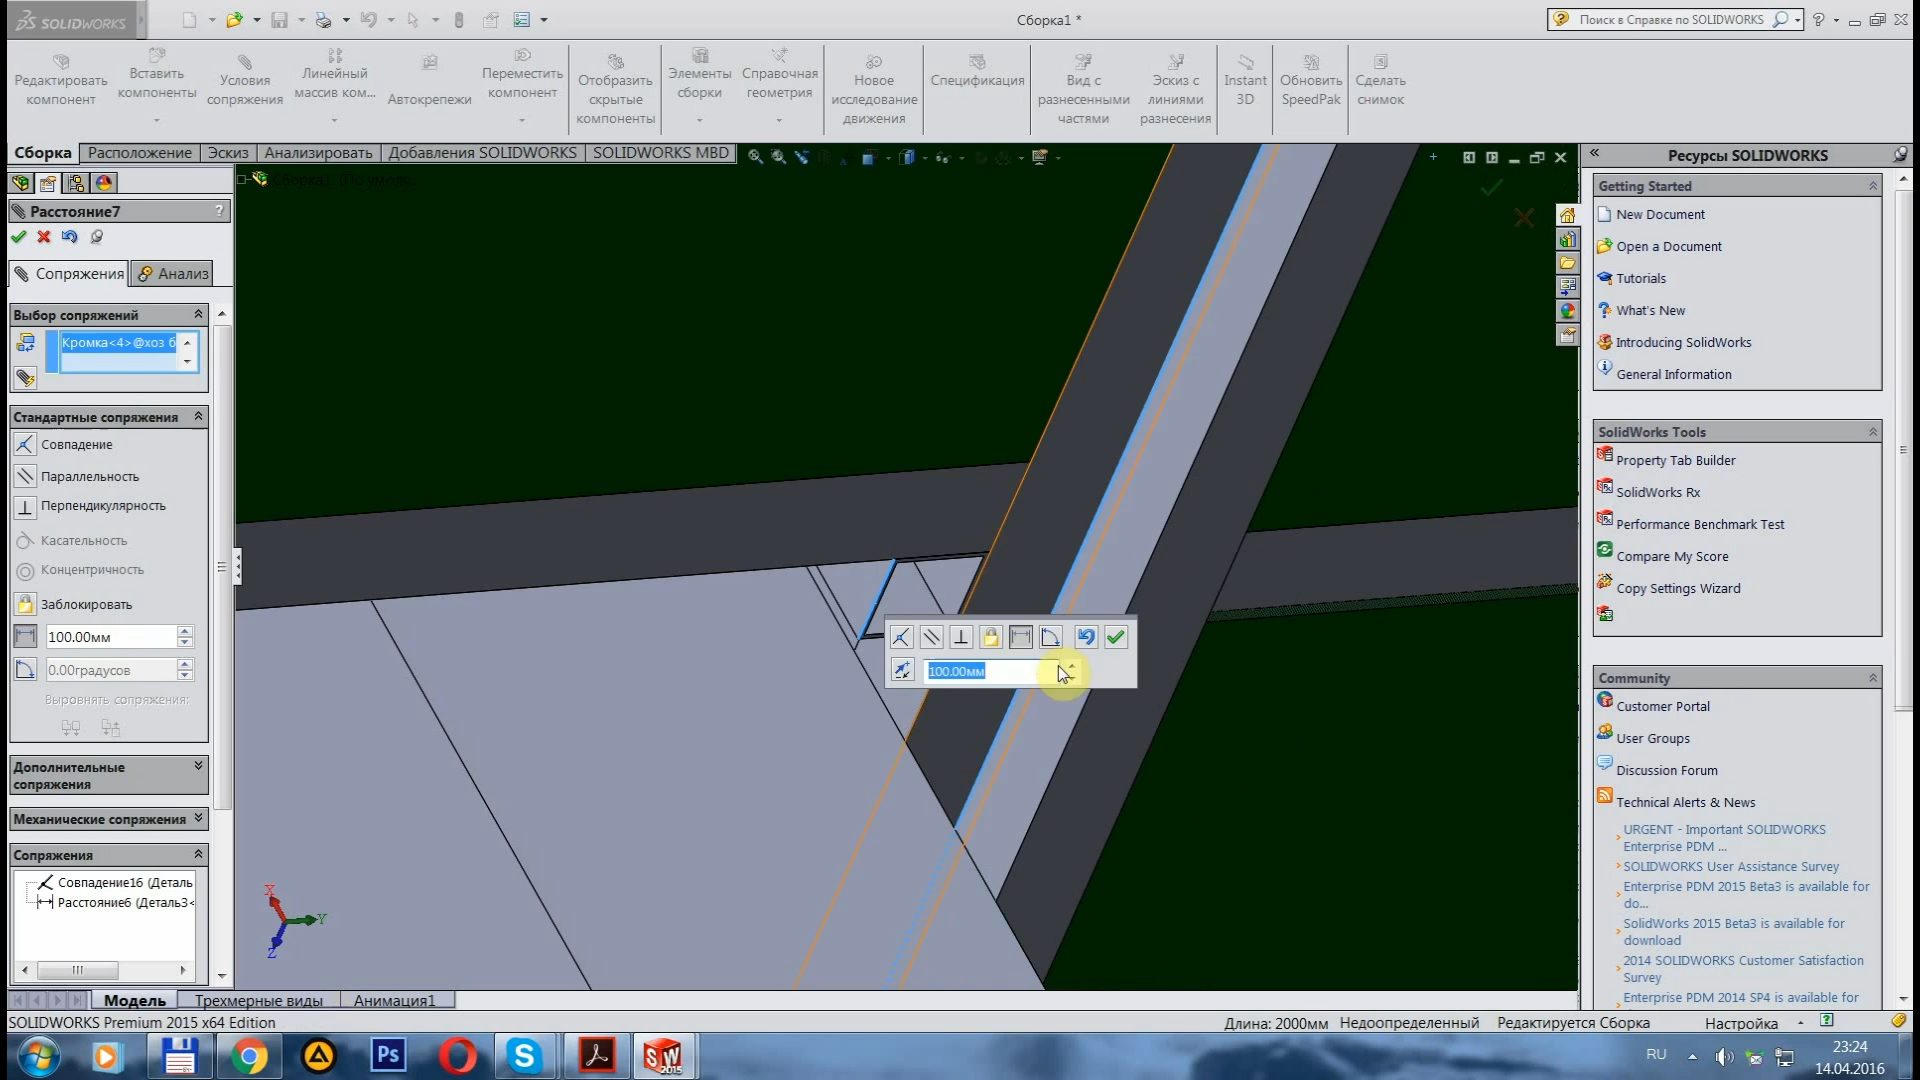 SOLIDWORKS
Сборка1 *
Поиск в Справке по SOLIDWORKS
Редактировать компонент
Вставить компоненты
Условия сопряжения
Линейный массив ком...
Автокрепежи
Переместить компонент
Отобразить скрытые компоненты
Элементы сборки
Справочная геометрия
Новое исследование движения
Спецификация
Вид с разнесенными частями
Эскиз с линиями разнесения
Instant 3D
Обновить SpeedPak
Сделать снимок
Сборка
Расположение
Эскиз
Анализировать
Добавления SOLIDWORKS
SOLIDWORKS MBD
Расстояние7
?
Сопряжения
Анализ
Выбор сопряжений
Кромка<4>@хоз б
Стандартные сопряжения
Совпадение
Параллельность
Перпендикулярность
Касательность
Концентричность
Заблокировать
100.00мм
0.00градусов
Выровнять сопряжения:
Дополнительные
сопряжения
Механические сопряжения
Сопряжения
Совпадение16 (Деталь
Расстояние6 (Деталь3<
X
Y
Z
100.00мм
Ресурсы SOLIDWORKS
Getting Started
New Document
Open a Document
Tutorials
What's New
Introducing SolidWorks
General Information
SolidWorks Tools
Property Tab Builder
SolidWorks Rx
Performance Benchmark Test
Compare My Score
Copy Settings Wizard
Community
Customer Portal
User Groups
Discussion Forum
Technical Alerts & News
URGENT - Important SOLIDWORKS
Enterprise PDM ...
SOLIDWORKS User Assistance Survey
Enterprise PDM 2015 Beta3 is available for
do...
SolidWorks 2015 Beta3 is available for
download
2014 SOLIDWORKS Customer Satisfaction
Survey
Enterprise PDM 2014 SP4 is available for
Модель
Трехмерные виды
Анимация1
SOLIDWORKS Premium 2015 x64 Edition
Длина: 2000мм
Недоопределенный
Редактируется Сборка
Настройка
Ps
SW
2015
RU
23:24
14.04.2016